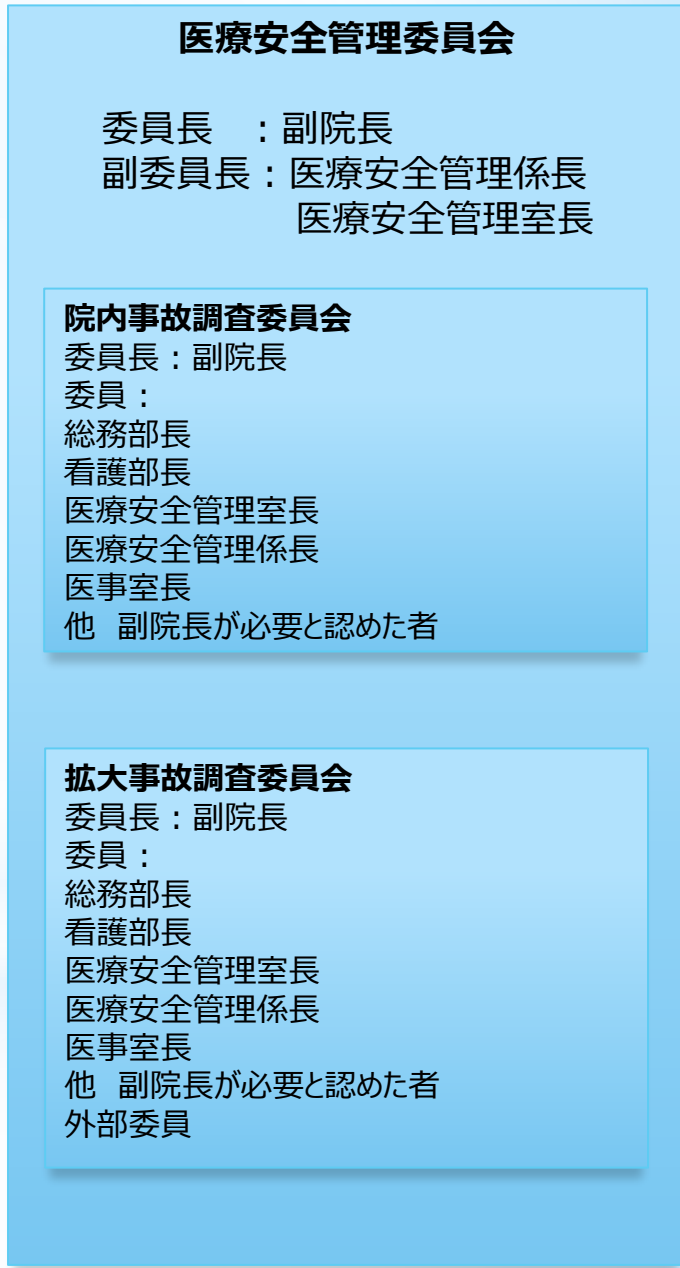 医療安全管理委員会
委員長　：副院長
副委員長：医療安全管理係長
医療安全管理室長
院内事故調査委員会
委員長：副院長
委員：
総務部長
看護部長
医療安全管理室長
医療安全管理係長
医事室長
他　副院長が必要と認めた者
拡大事故調査委員会
委員長：副院長
委員：
総務部長
看護部長
医療安全管理室長
医療安全管理係長
医事室長
他　副院長が必要と認めた者
外部委員